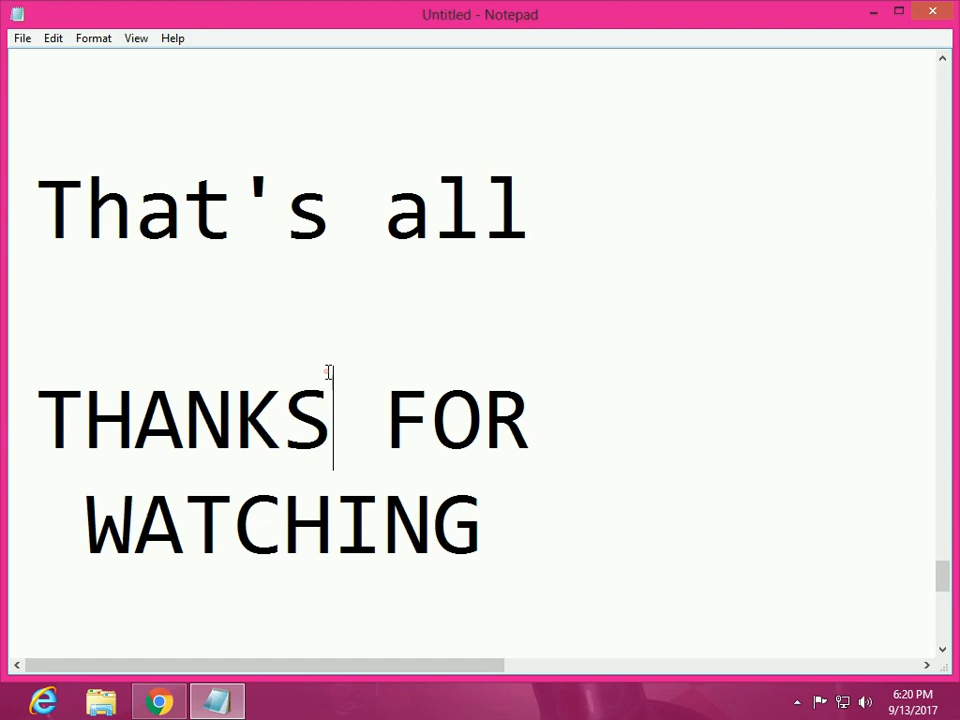 Untitled - Notepad
File Edit Format View Help
That's all
THANKS FOR
WATCHING
6:20 PM
9/13/2017